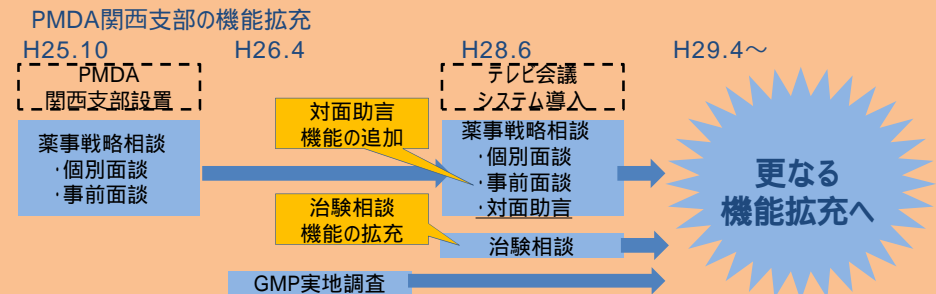 PMDA関西支部の機能拡充
H25.10
H26.4
H28.6
H29.4~
PMDA
関西支部設置
テレビ会議
システム導入
薬事戦略相談
・個別面談
・事前面談
対面助言
機能の追加
薬事戦略相談
・個別面談
・事前面談
・対面助言
更なる
機能拡充へ
治験相談
機能の拡充
治験相談
GMP実地調査